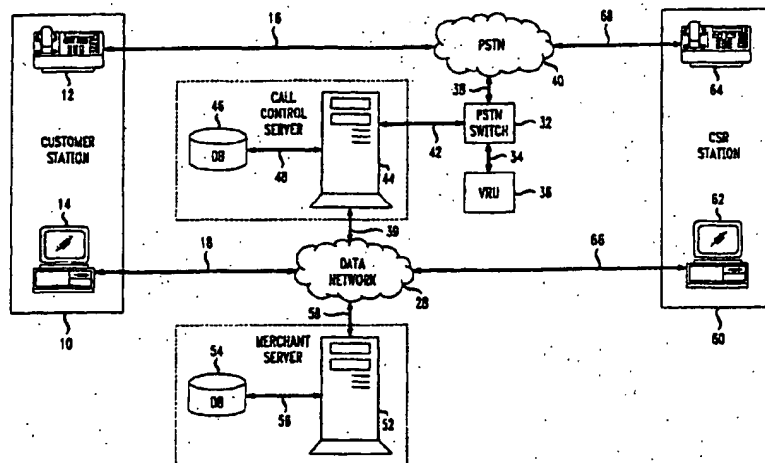 16
68
PSTN
12
64
38
40
46
CALL
CONTROL
SERVER
PSTN
SWITCH
32
42
34
CUSTOMER
STATION
DB
48
44
CSR
STATION
VRU
36
14
62
39
18
66
DATA
NETWORK
28
58
10
60
MERCHANT
SERVER
54
DB
56
52